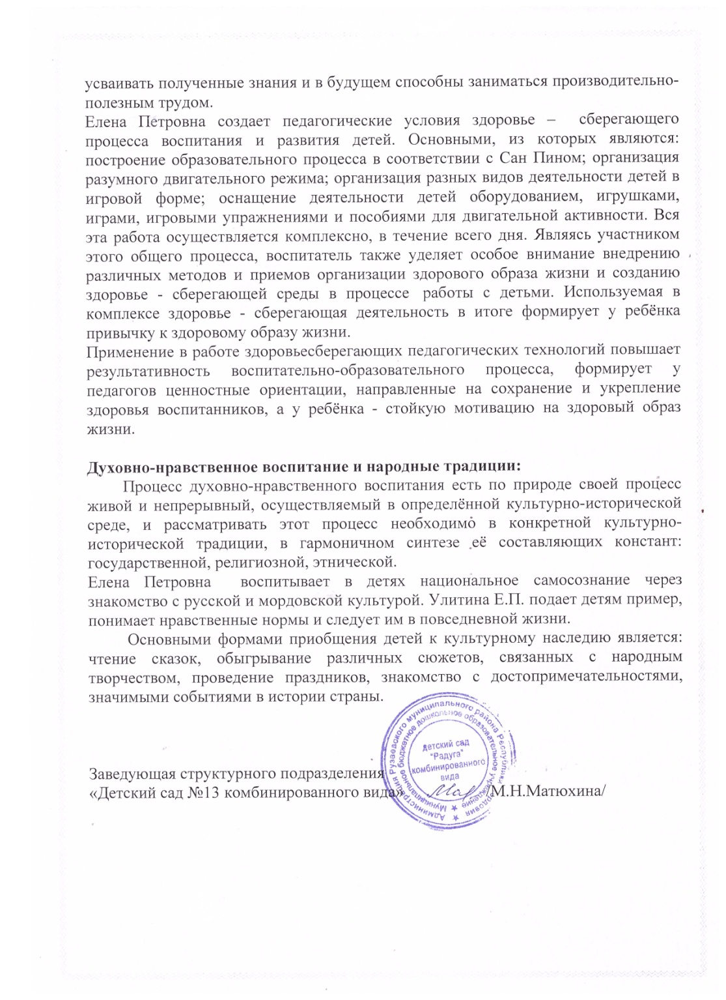 усваивать полученные знания и в будущем способны заниматься производительно-
полезным трудом.
Елена Петровна создает педагогические условия здоровье – сберегающего
процесса воспитания и развития детей. Основными, из которых являются:
построение образовательного процесса в соответствии с Сан Пином; организация
разумного двигательного режима; организация разных видов деятельности детей в
игровой форме; оснащение деятельности детей оборудованием, игрушками,
играми, игровыми упражнениями и пособиями для двигательной активности. Вся
эта работа осуществляется комплексно, в течение всего дня. Являясь участником
этого общего процесса, воспитатель также уделяет особое внимание внедрению
различных методов и приемов организации здорового образа жизни и созданию
здоровье - сберегающей среды в процессе работы с детьми. Используемая в
комплексе здоровье - сберегающая деятельность в итоге формирует у ребёнка
привычку к здоровому образу жизни.
Применение в работе здоровьесберегающих педагогических технологий повышает
результативность воспитательно-образовательного процесса, формирует у
педагогов ценностные ориентации, направленные на сохранение и укрепление
здоровья воспитанников, а у ребёнка - стойкую мотивацию на здоровый образ
жизни.
Духовно-нравственное воспитание и народные традиции:
Процесс духовно-нравственного воспитания есть по природе своей процесс
живой и непрерывный, осуществляемый в определённой культурно-исторической
среде, и рассматривать этот процесс необходимо в конкретной культурно-
исторической традиции, в гармоничном синтезе её составляющих констант:
государственной, религиозной, этнической.
Елена Петровна воспитывает в детях национальное самосознание через
знакомство с русской и мордовской культурой. Улитина Е.П. подает детям пример,
понимает нравственные нормы и следует им в повседневной жизни.
Основными формами приобщения детей к культурному наследию является:
чтение сказок, обыгрывание различных сюжетов, связанных с народным
творчеством, проведение праздников, знакомство с достопримечательностями,
значимыми событиями в истории страны.
Администрация Рузаевского муниципального района Республики Мордовия
Муниципальное бюджетное дошкольное образовательное учреждение
детский сад
"Радуга"
комбинированного
вида
Заведующая структурного подразделения
«Детский сад №13 комбинированного вида» /М.Н.Матюхина/